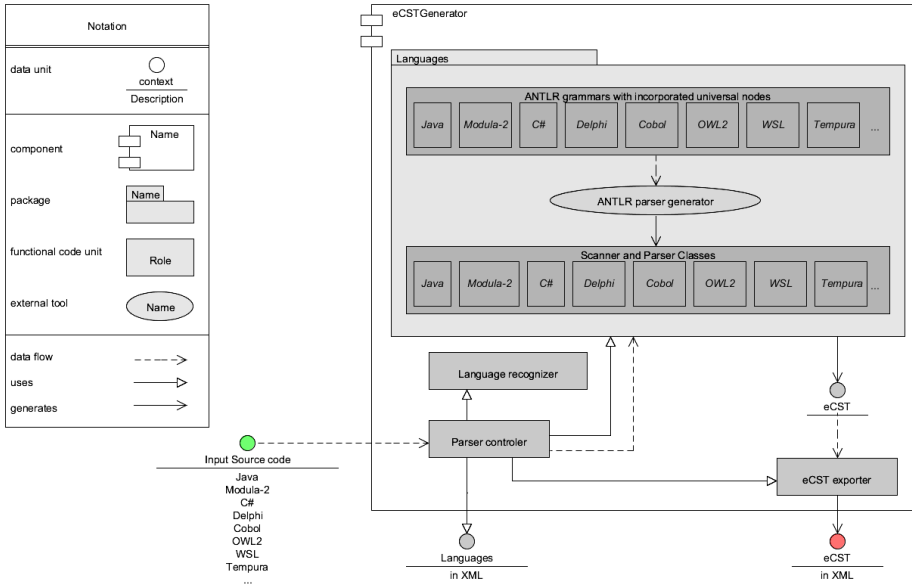 Notation
data unit
context
Description
component
Name
package
Name
functional code unit
Role
external tool
Name
data flow
uses
generates
eCSTGenerator
Languages
ANTLR grammars with incorporated universal nodes
Java Modula-2 C# Delphi Cobol OWL2 WSL Tempura ...
ANTLR parser generator
Scanner and Parser Classes
Java Modula-2 C# Delphi Cobol OWL2 WSL Tempura ...
Language recognizer
Parser controler
eCST
eCST exporter
Input Source code
Java
Modula-2
C#
Delphi
Cobol
OWL2
WSL
Tempura
...
Languages
in XML
eCST
in XML